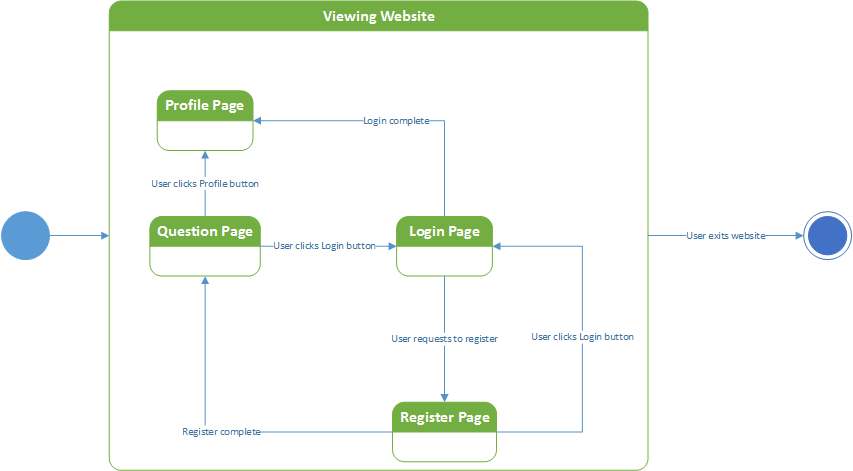 Viewing Website
Profile Page
Login complete
User clicks Profile button
Question Page
Login Page
User clicks Login button
User exits website
User requests to register
User clicks Login button
Register Page
Register complete